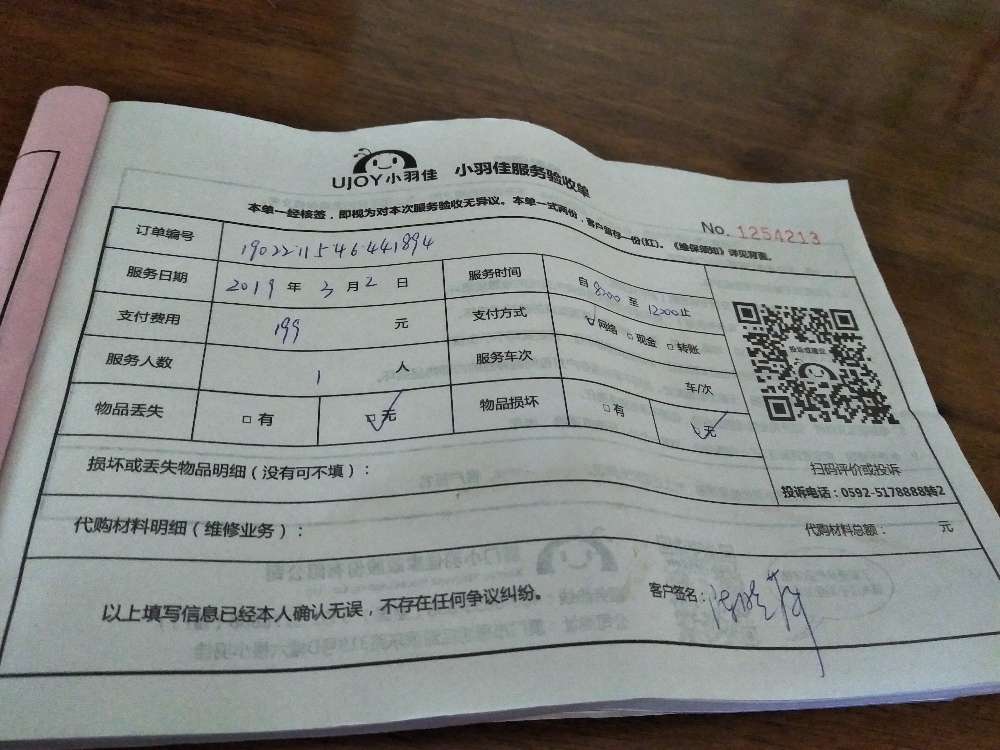 UJOY小羽佳 小羽佳服务验收单
本单一经核签，即视为对本次服务验收无异议。本单一式两份，客户留存一份(红)。《维保须知》详见背面。
No. 1254213
订单编号 1902211546441894
服务日期 2019 年 3 月 2 日 服务时间 自 8:00 至 12:00 止
支付费用 199 元 支付方式 ☑网络 □现金 □转账
服务人数 1 人 服务车次 车/次
物品丢失 □有 ☑无 物品损坏 □有 ☑无
投诉或建议
扫码评价或投诉
投诉电话：0592-5178888转2
损坏或丢失物品明细（没有可不填）：
代购材料明细（维修业务）： 代购材料总额： 元
以上填写信息已经本人确认无误，不存在任何争议纠纷。 客户签名：